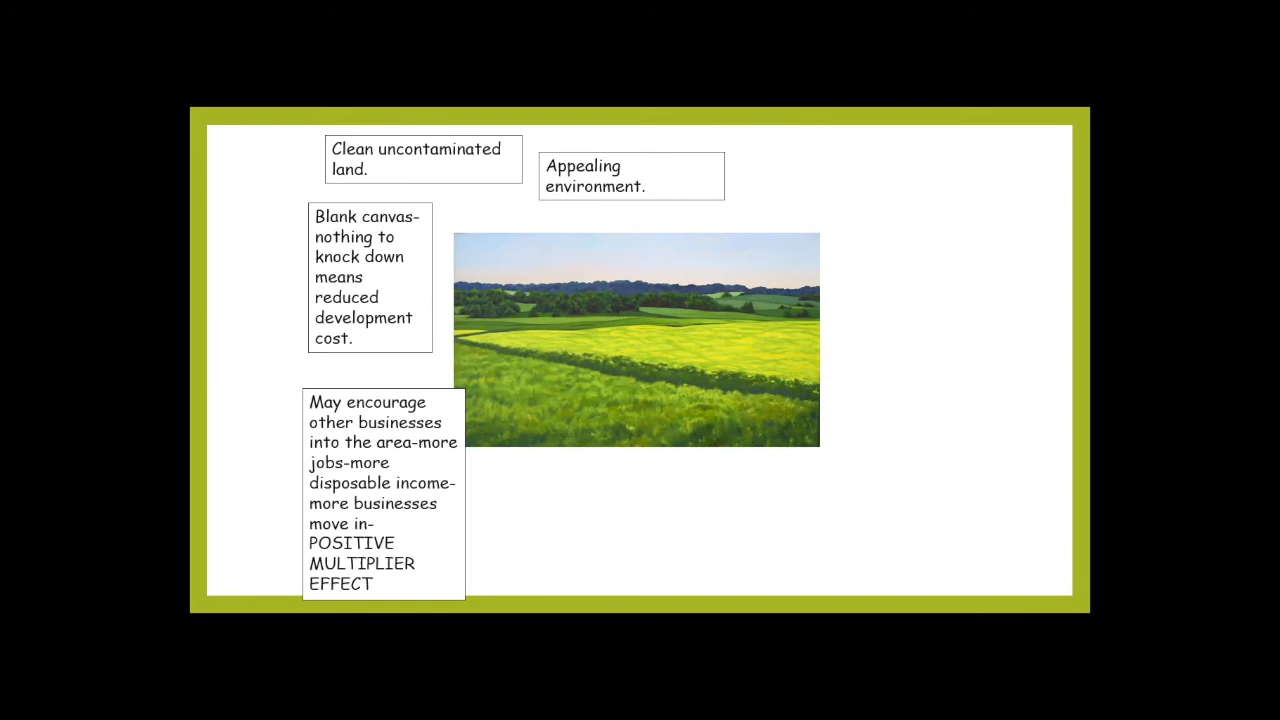 Clean uncontaminated
land.
Appealing
environment.
Blank canvas-
nothing to
knock down
means
reduced
development
cost.
May encourage
other businesses
into the area-more
jobs-more
disposable income-
more businesses
move in-
POSITIVE
MULTIPLIER
EFFECT